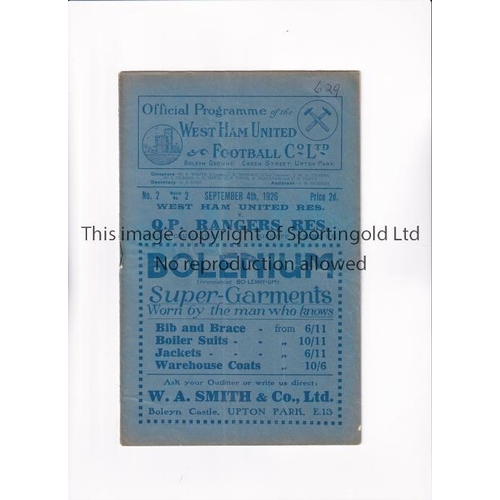 629
Official Programme of the
WEST HAM UNITED
FOOTBALL CO. LTD
BOLEYN GROUND GREEN STREET, UPTON PARK.
No. 2 SEPTEMBER 4th, 1926 Price 2d.
WEST HAM UNITED RES.
Q.P. RANGERS RES.
This image copyright of Sportingold Ltd
No reproduction allowed
BOLENIUM
Super-Garments
Worn by the man who knows
Bib and Brace - from 6/11
Boiler Suits - - „ 10/11
Jackets - - - „ 6/11
Warehouse Coats „ 10/6
Ask your Outfitter or write us direct:
W. A. SMITH & Co., Ltd.
Boleyn Castle, UPTON PARK, E.13